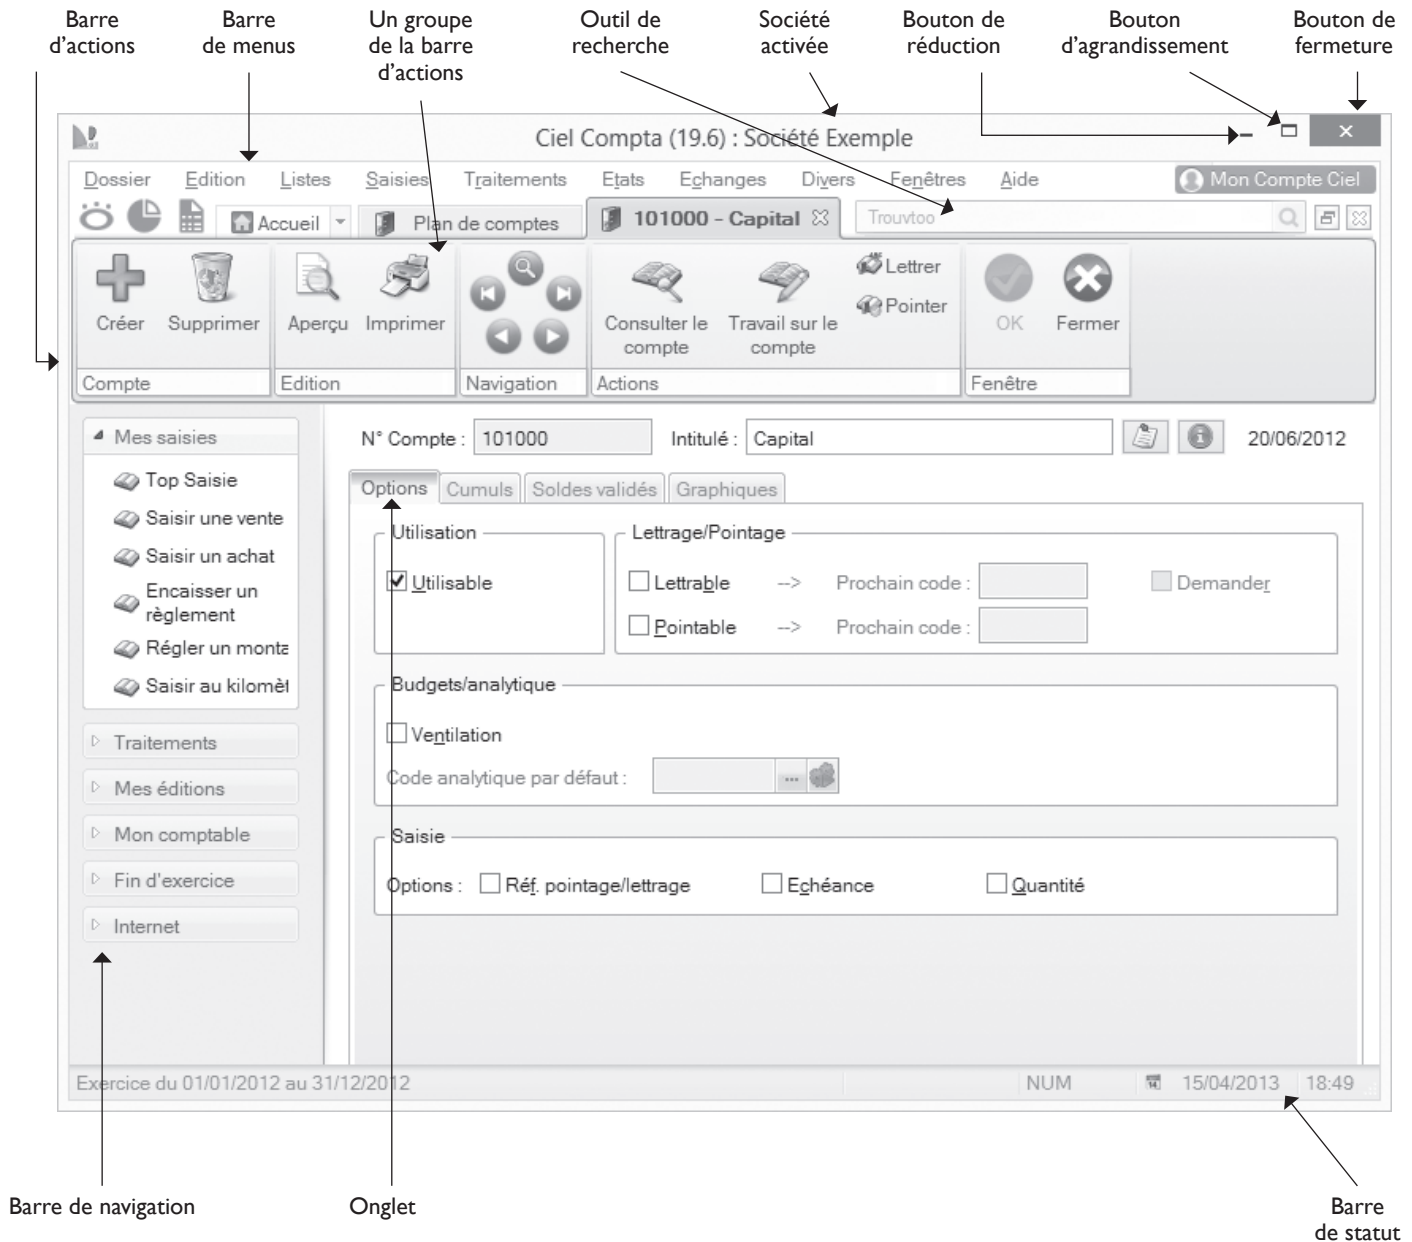 Barre
d'actions
Barre
de menus
Un groupe
de la barre
d'actions
Outil de
recherche
Société
activée
Bouton de
réduction
Bouton
d'agrandissement
Bouton de
fermeture
Ciel Compta (19.6) : Société Exemple
Dossier Edition Listes Saisies Traitements Etats Echanges Divers Fenêtres Aide Mon Compte Ciel
Accueil Plan de comptes 101000 - Capital Trouvtoo
Créer Supprimer Aperçu Imprimer Consulter le compte Travail sur le compte Lettrer Pointer OK Fermer
Compte Edition Navigation Actions Fenêtre
Mes saisies
Top Saisie
Saisir une vente
Saisir un achat
Encaisser un
règlement
Régler un monta
Saisir au kilomèt
Traitements
Mes éditions
Mon comptable
Fin d'exercice
Internet
N° Compte : 101000 Intitulé : Capital 20/06/2012
Options Cumuls Soldes validés Graphiques
Utilisation Lettrage/Pointage
Utilisable Lettrable --> Prochain code : Demander
Pointable --> Prochain code :
Budgets/analytique
Ventilation
Code analytique par défaut : ...
Saisie
Options : Réf. pointage/lettrage Echéance Quantité
Exercice du 01/01/2012 au 31/12/2012 NUM 14 15/04/2013 18:49
Barre de navigation
Onglet
Barre
de statut